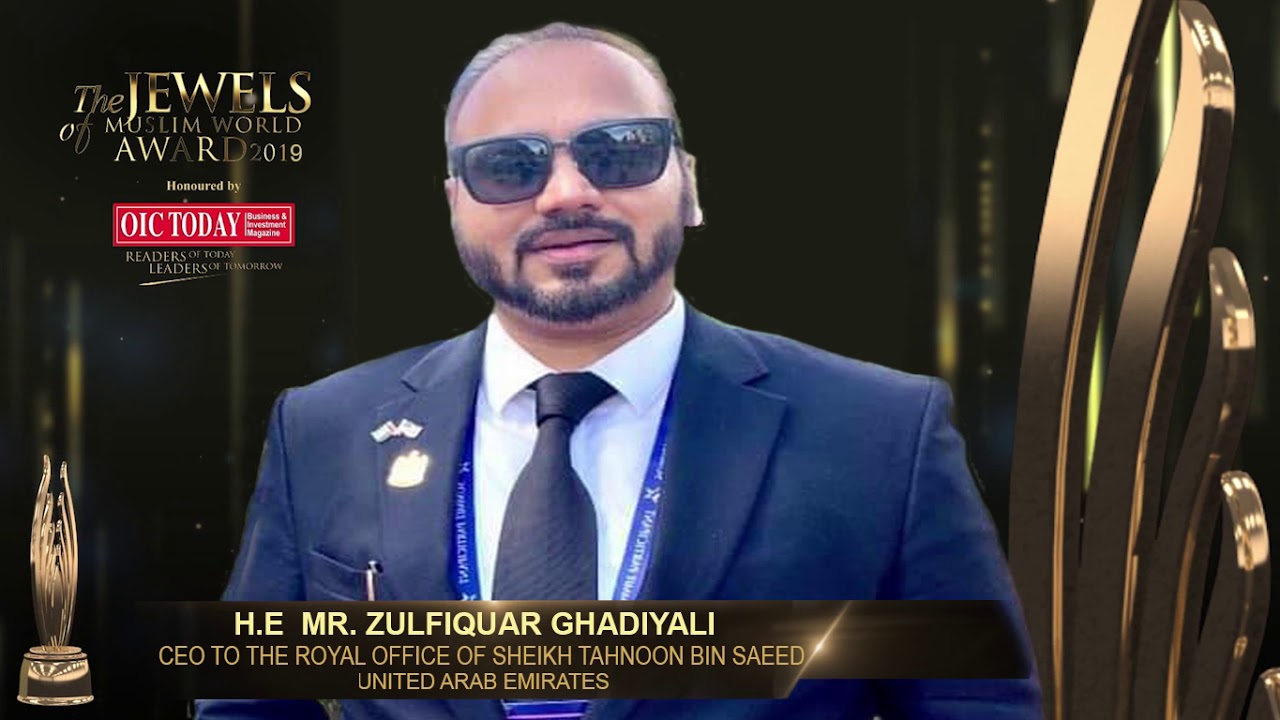 The JEWELS
of MUSLIM WORLD
AWARD 2019
Honoured by
OIC TODAY Business &
Investment
Magazine
READERS OF TODAY
LEADERS OF TOMORROW
H.E MR. ZULFIQUAR GHADIYALI
CEO TO THE ROYAL OFFICE OF SHEIKH TAHNOON BIN SAEED
UNITED ARAB EMIRATES